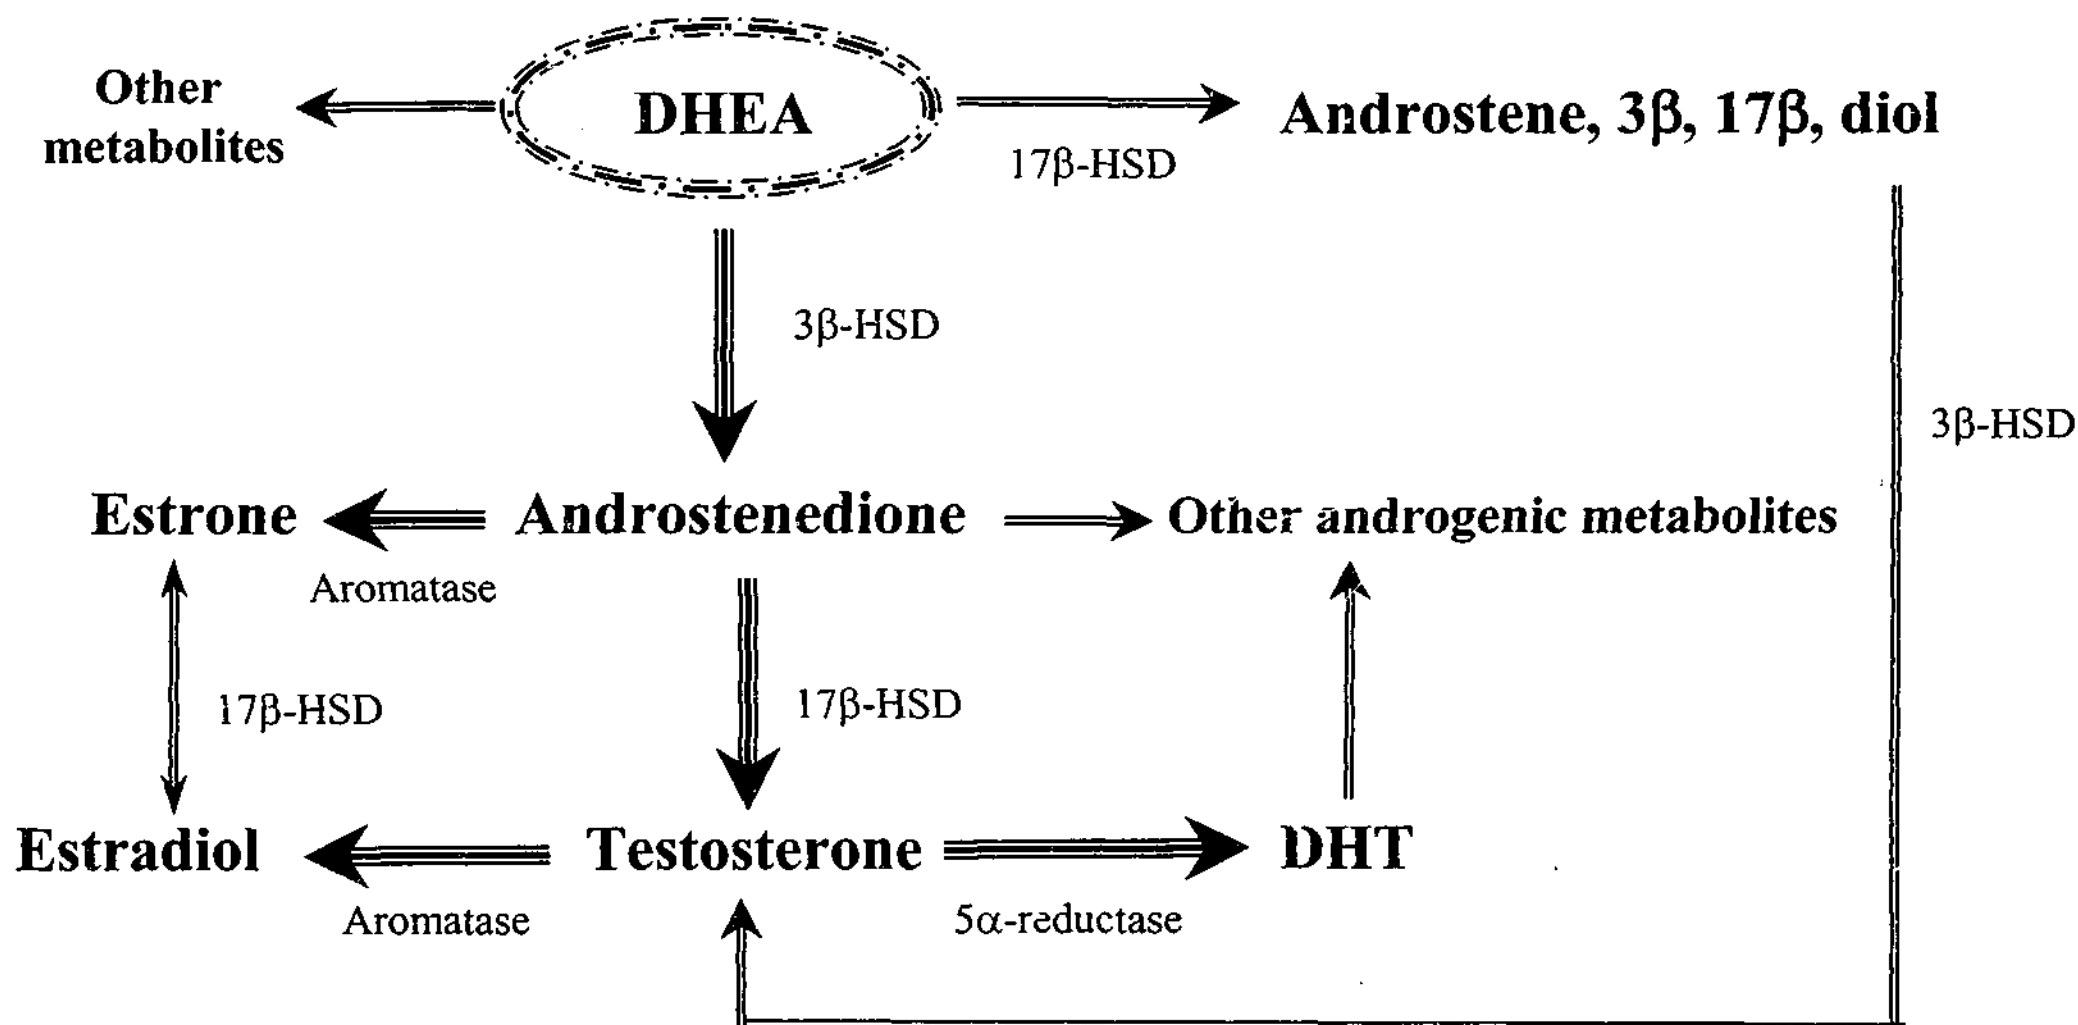 Other
metabolites
DHEA
17β-HSD
Androstene, 3β, 17β, diol
3β-HSD
3β-HSD
Estrone
Aromatase
Androstenedione
Other androgenic metabolites
17β-HSD
17β-HSD
Estradiol
Aromatase
Testosterone
5α-reductase
DHT